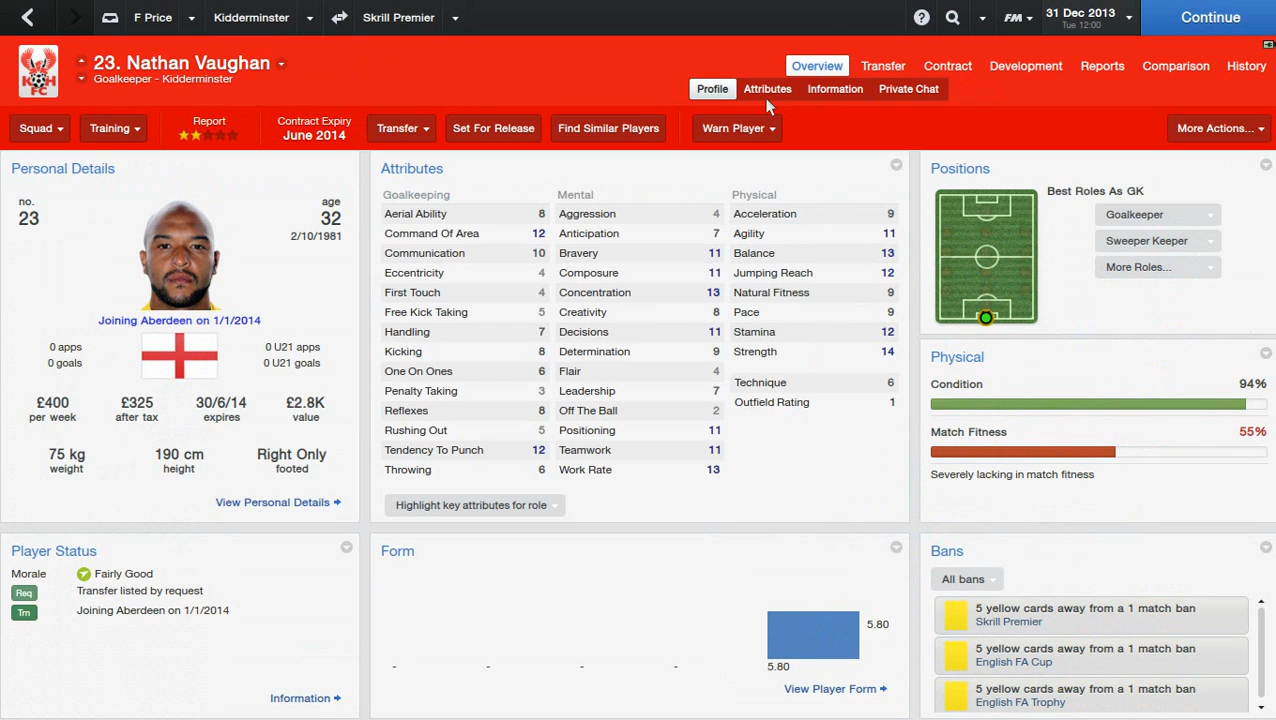 F Price
Kidderminster
Skrill Premier
FM
31 Dec 2013
Tue 12:00
Continue
23. Nathan Vaughan
Goalkeeper - Kidderminster
Overview Transfer Contract Development Reports Comparison History
Profile Attributes Information Private Chat
Squad
Training
Report
Contract Expiry
June 2014
Transfer
Set For Release
Find Similar Players
Warn Player
More Actions...
Personal Details
no.
23
age
32
2/10/1981
Joining Aberdeen on 1/1/2014
0 apps
0 goals
0 U21 apps
0 U21 goals
£400
per week
£325
after tax
30/6/14
expires
£2.8K
value
75 kg
weight
190 cm
height
Right Only
footed
View Personal Details
Attributes
Goalkeeping
Aerial Ability 8
Command Of Area 12
Communication 10
Eccentricity 4
First Touch 4
Free Kick Taking 5
Handling 7
Kicking 8
One On Ones 6
Penalty Taking 3
Reflexes 8
Rushing Out 5
Tendency To Punch 12
Throwing 6
Mental
Aggression 4
Anticipation 7
Bravery 11
Composure 11
Concentration 13
Creativity 8
Decisions 11
Determination 9
Flair 4
Leadership 7
Off The Ball 2
Positioning 11
Teamwork 11
Work Rate 13
Physical
Acceleration 9
Agility 11
Balance 13
Jumping Reach 12
Natural Fitness 9
Pace 9
Stamina 12
Strength 14
Technique 6
Outfield Rating 1
Highlight key attributes for role
Positions
Best Roles As GK
Goalkeeper
Sweeper Keeper
More Roles...
Physical
Condition 94%
Match Fitness 55%
Severely lacking in match fitness
Player Status
Morale Fairly Good
Req Transfer listed by request
Trn Joining Aberdeen on 1/1/2014
Information
Form
- - - -
5.80
5.80
View Player Form
Bans
All bans
5 yellow cards away from a 1 match ban
Skrill Premier
5 yellow cards away from a 1 match ban
English FA Cup
5 yellow cards away from a 1 match ban
English FA Trophy